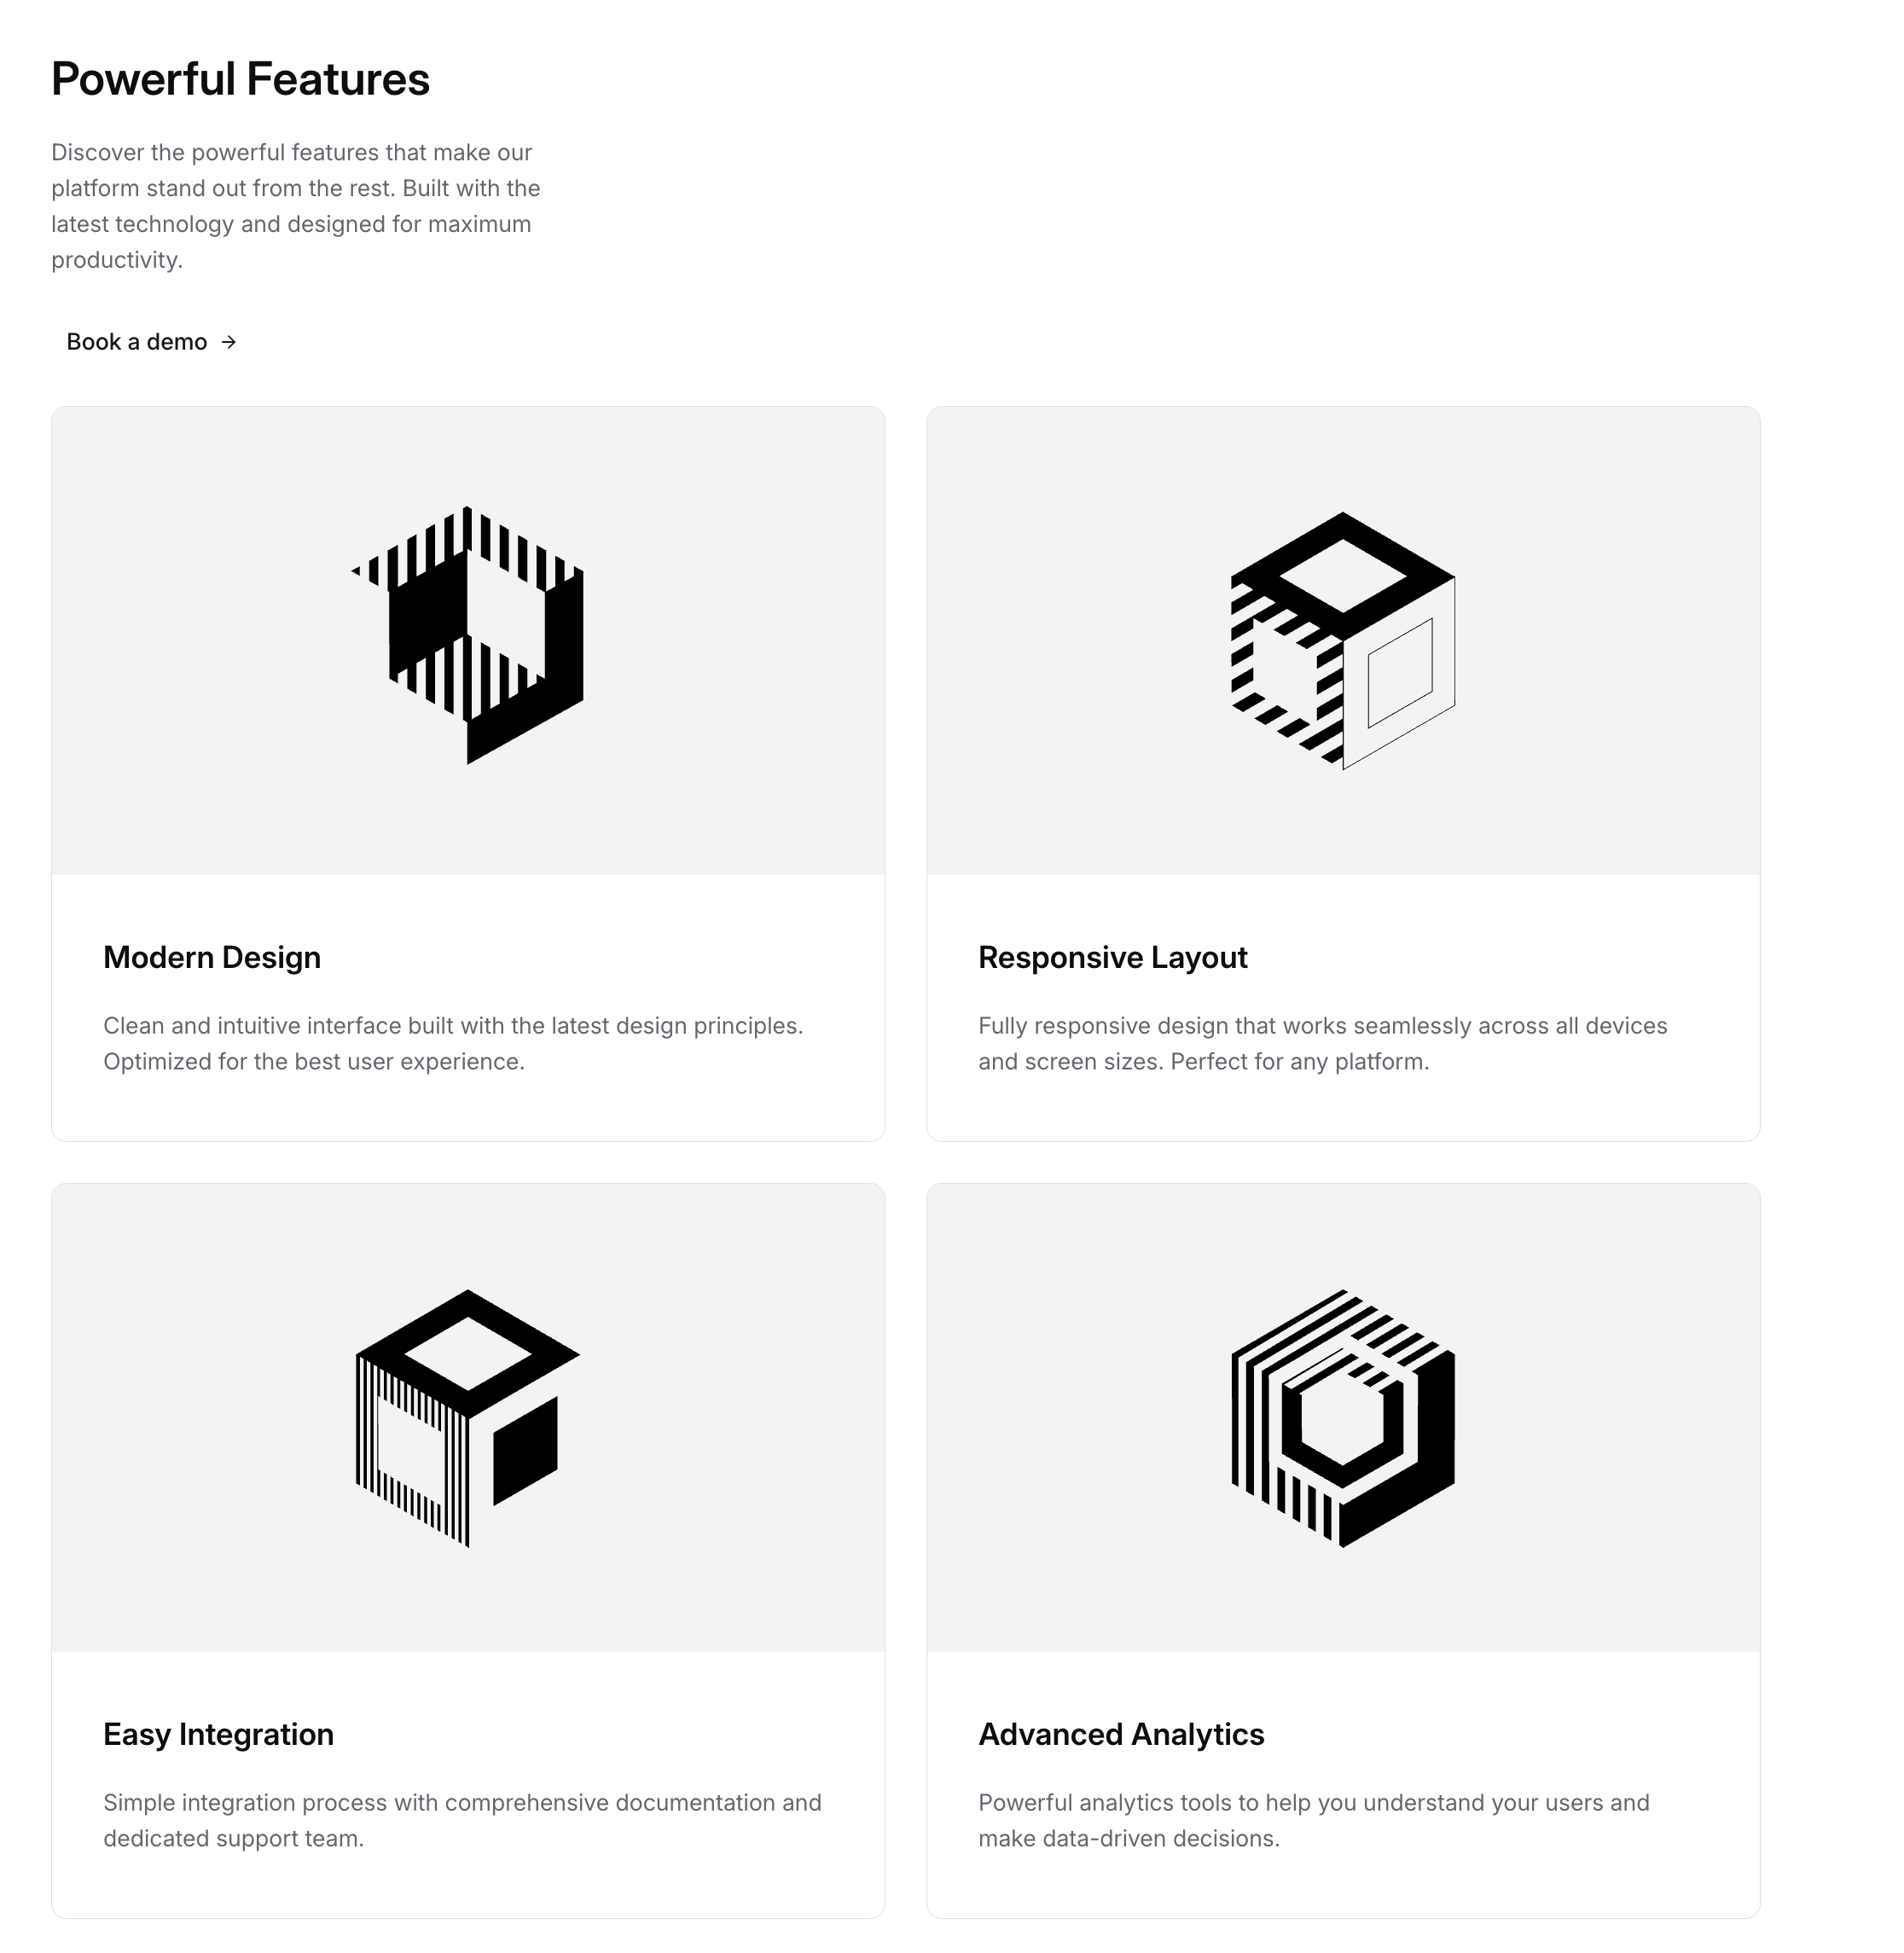 Powerful Features
Discover the powerful features that make our
platform stand out from the rest. Built with the
latest technology and designed for maximum
productivity.
Book a demo →
Modern Design
Clean and intuitive interface built with the latest design principles.
Optimized for the best user experience.
Responsive Layout
Fully responsive design that works seamlessly across all devices
and screen sizes. Perfect for any platform.
Easy Integration
Simple integration process with comprehensive documentation and
dedicated support team.
Advanced Analytics
Powerful analytics tools to help you understand your users and
make data-driven decisions.